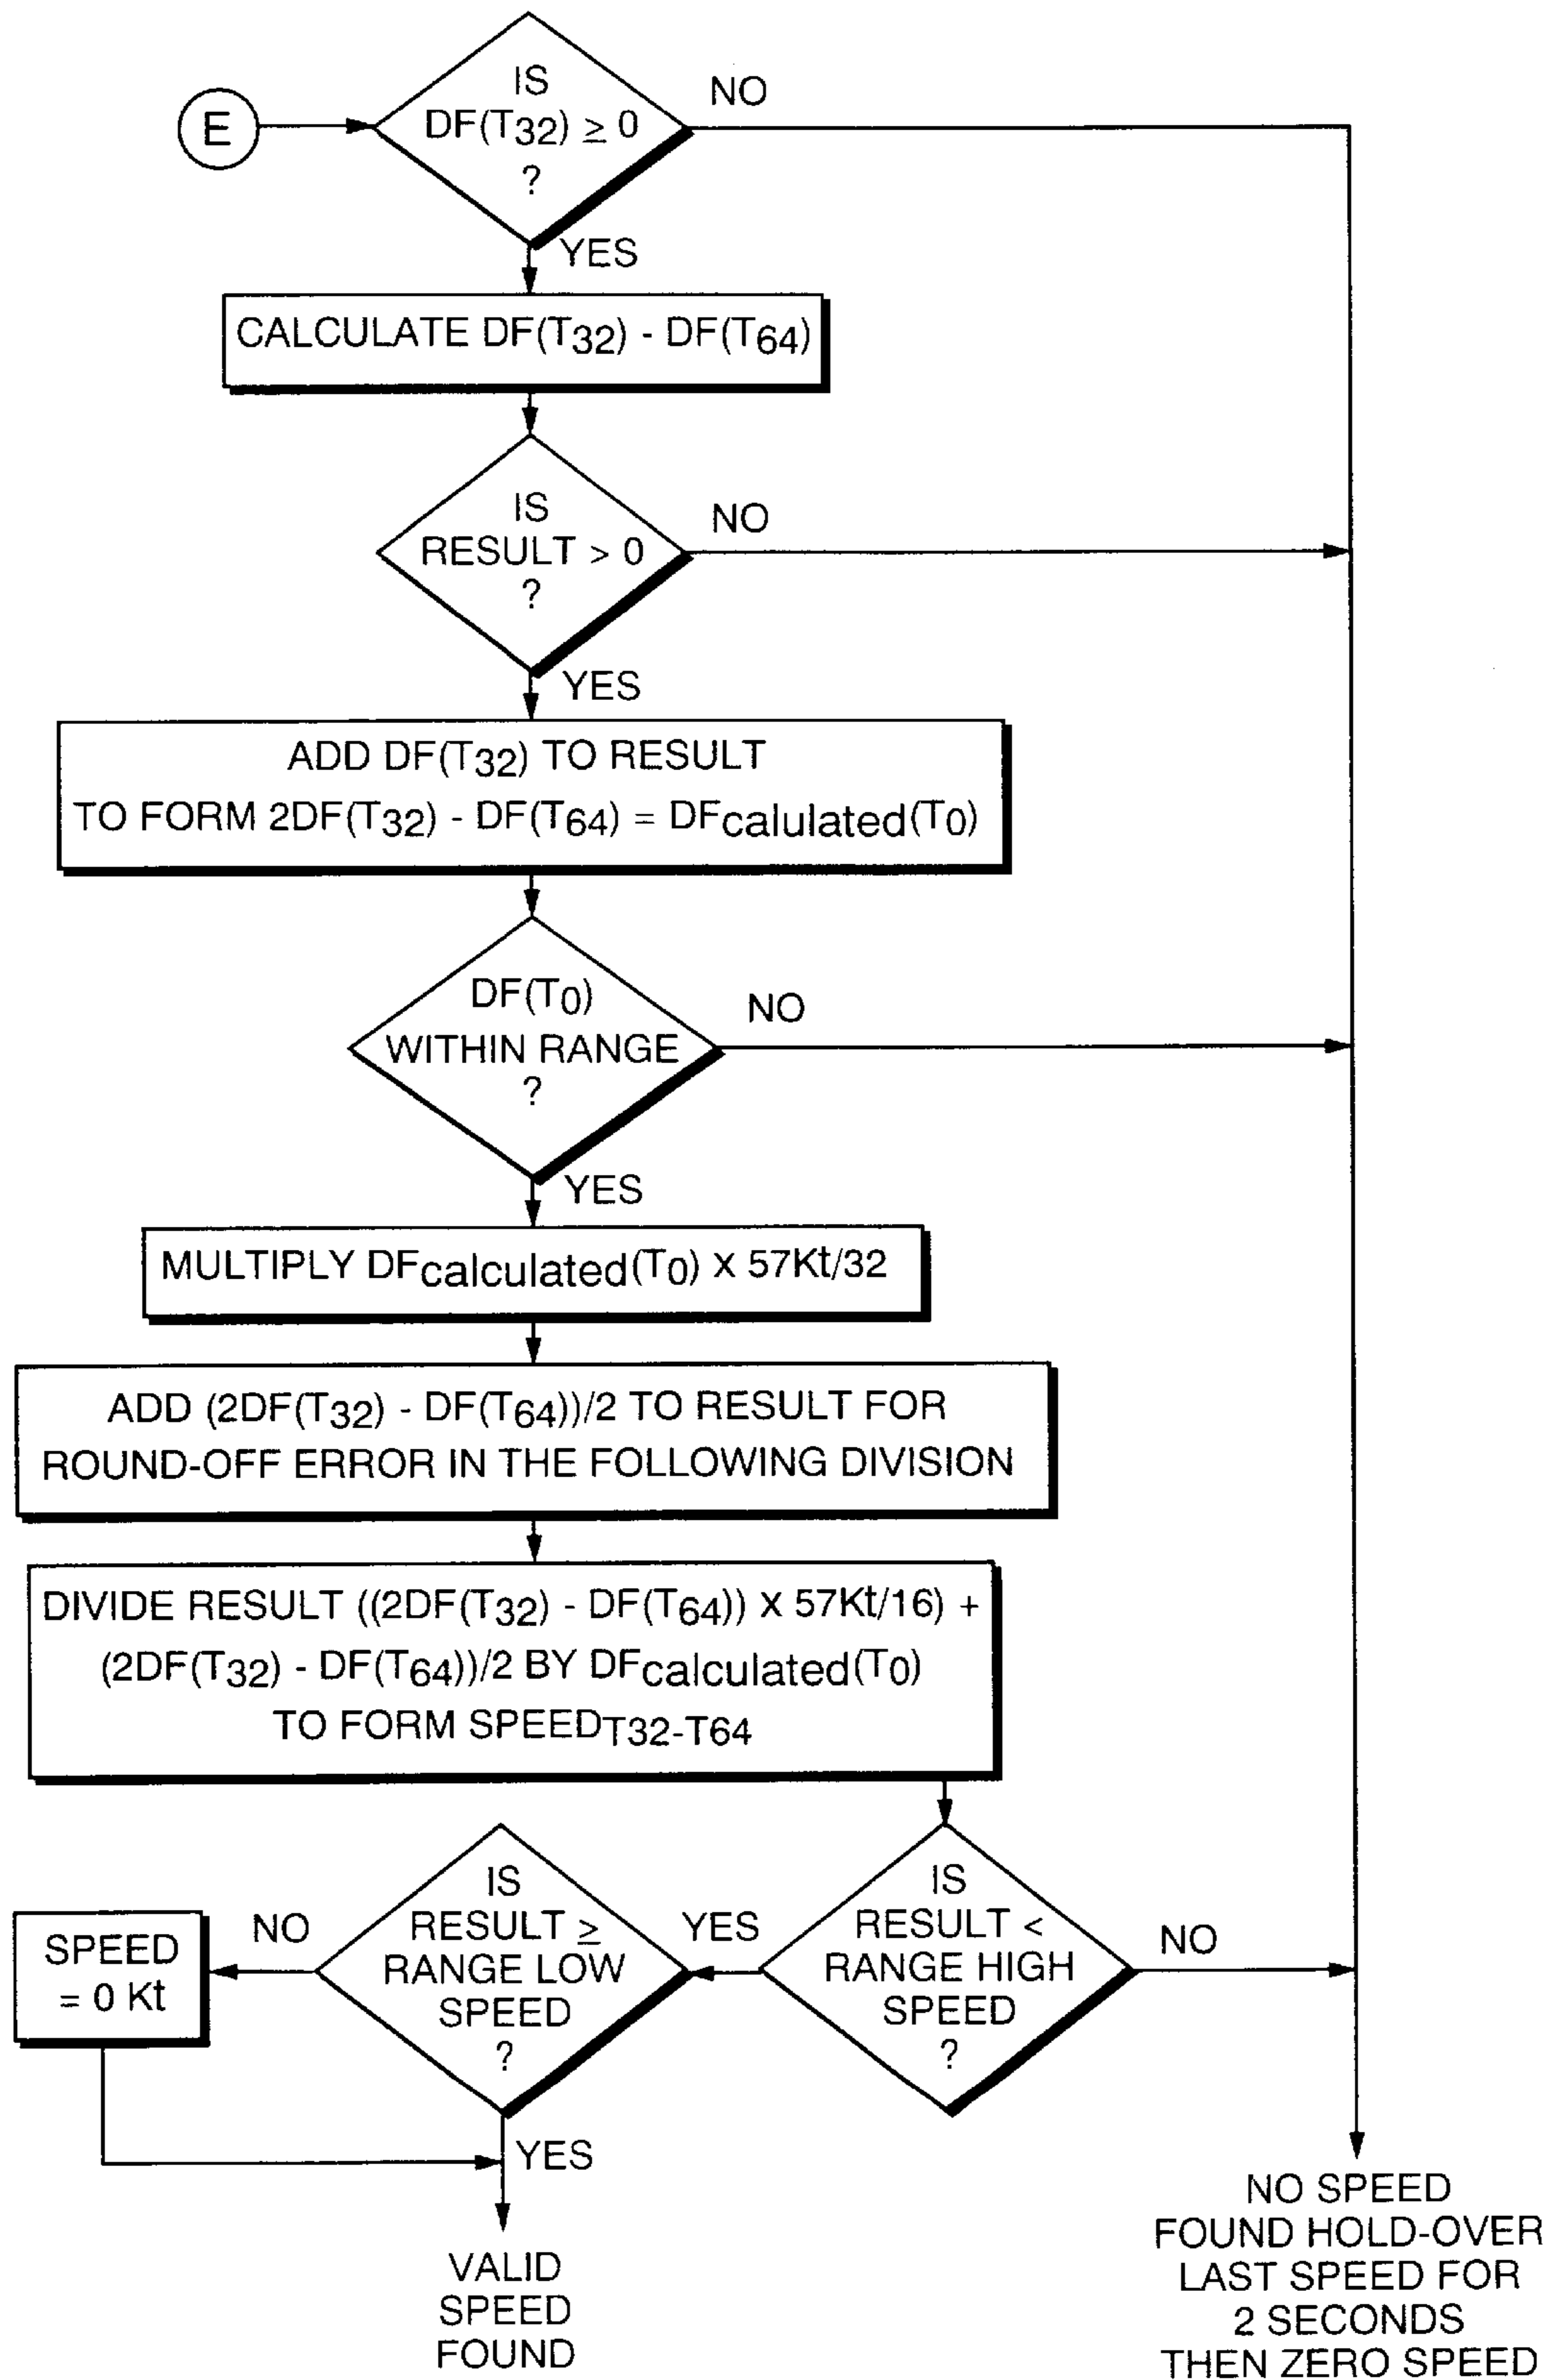 E
IS
DF(T32) ≥ 0
?
NO
YES
CALCULATE DF(T32) - DF(T64)
IS
RESULT > 0
?
NO
YES
ADD DF(T32) TO RESULT
TO FORM 2DF(T32) - DF(T64) = DFcalulated(T0)
DF(T0)
WITHIN RANGE
?
NO
YES
MULTIPLY DFcalculated(T0) X 57Kt/32
ADD (2DF(T32) - DF(T64))/2 TO RESULT FOR
ROUND-OFF ERROR IN THE FOLLOWING DIVISION
DIVIDE RESULT ((2DF(T32) - DF(T64)) X 57Kt/16) +
(2DF(T32) - DF(T64))/2 BY DFcalculated(T0)
TO FORM SPEEDT32-T64
IS
RESULT <
RANGE HIGH
SPEED
?
NO
YES
IS
RESULT ≥
RANGE LOW
SPEED
?
NO
SPEED
= 0 Kt
YES
VALID
SPEED
FOUND
NO SPEED
FOUND HOLD-OVER
LAST SPEED FOR
2 SECONDS
THEN ZERO SPEED